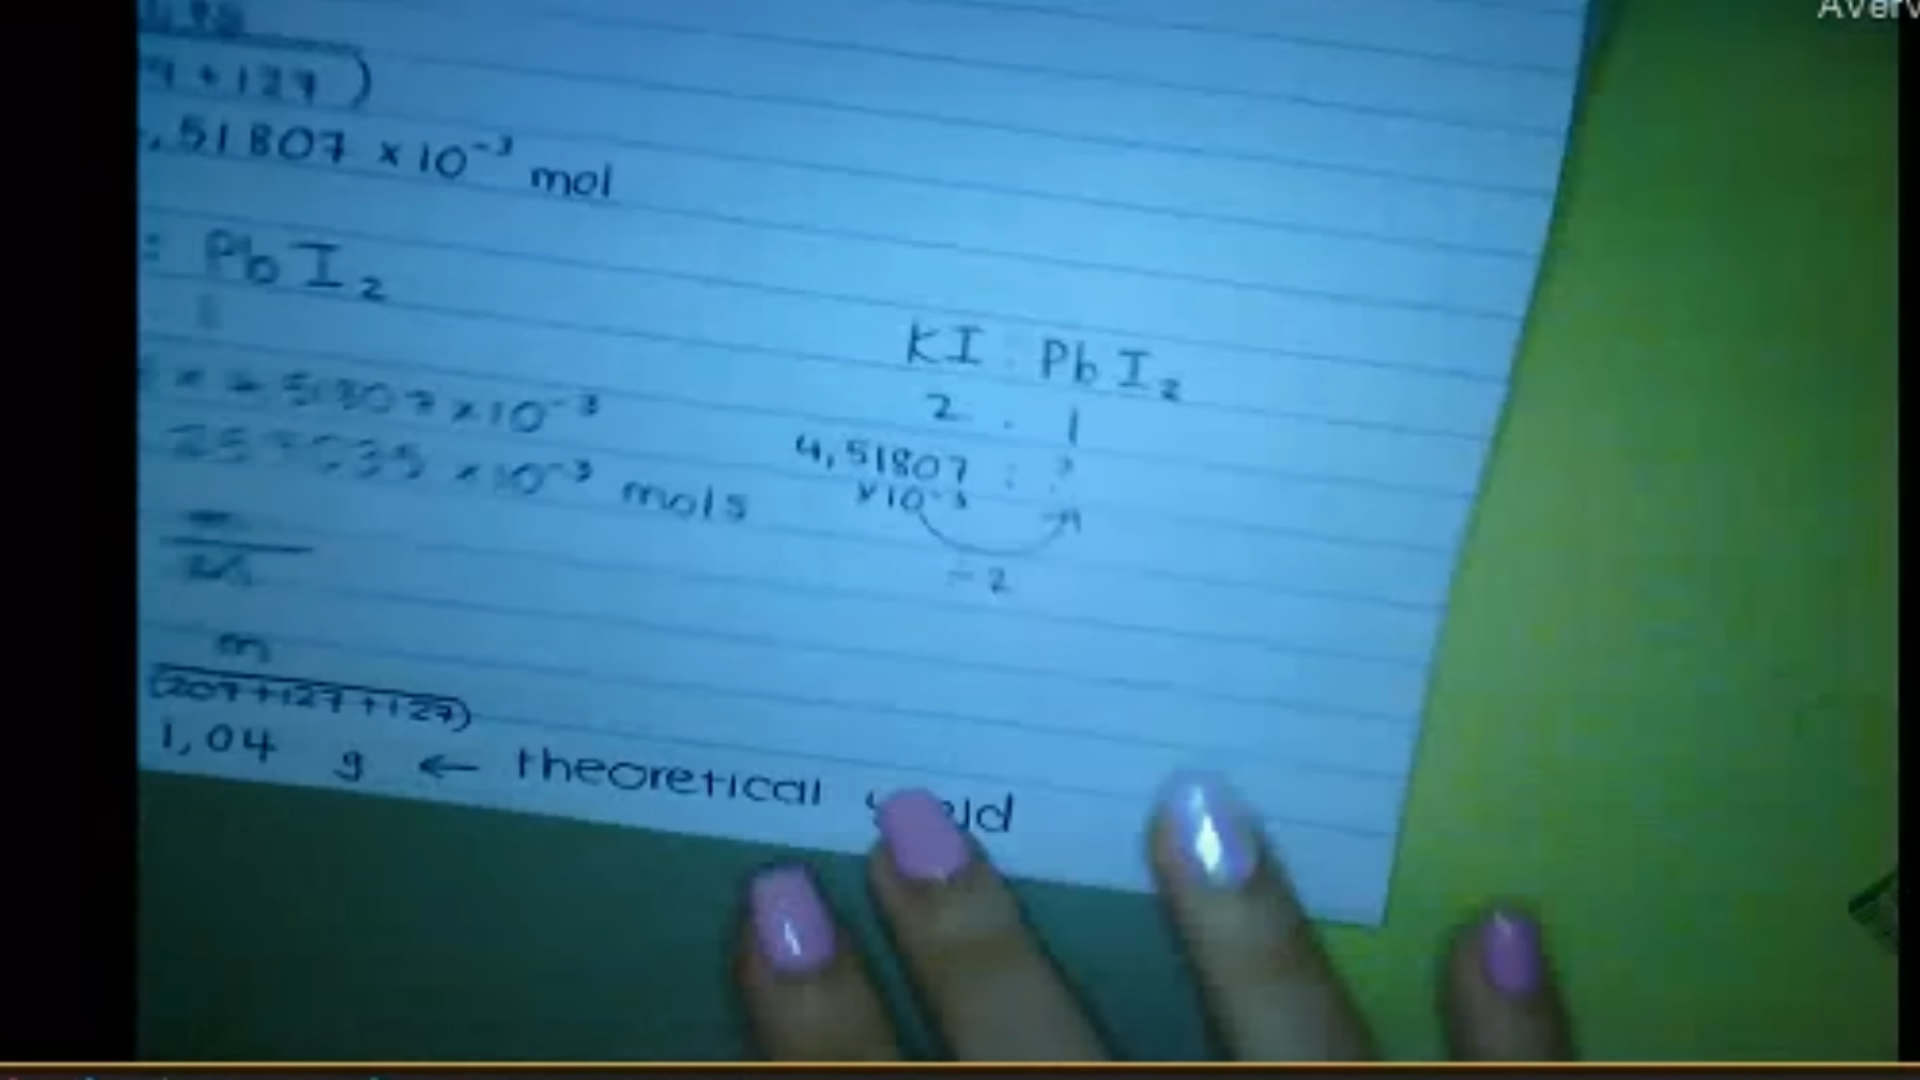 +127)
,51807 × 10⁻³ mol
: PbI₂
KI : PbI₂
2 : 1
4,51807 : ?
×10⁻³
÷2
× 4,51807 × 10⁻³
× 10⁻³ mols
m
m
(207+127+127)
1,04 g ← theoretical